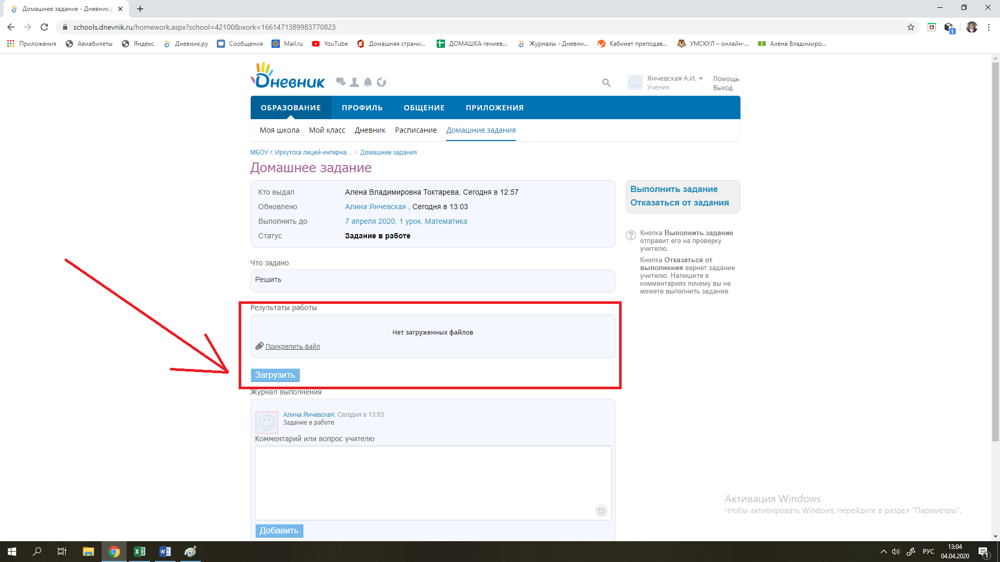 Домашнее задание - Дневник.р
schools.dnevnik.ru/homework.aspx?school=42100&work=1661471389983770823
Приложения Авиабилеты Яндекс Дневник.ру Сообщения Mail.ru YouTube Домашняя страни... ДОМАШКА гениев... Журналы - Дневни... Кабинет преподав... УМСКУЛ – онлайн-... Алена Владимиро...
Dневник
Янчевская А.И.
Ученик
Помощь
Выход
ОБРАЗОВАНИЕ ПРОФИЛЬ ОБЩЕНИЕ ПРИЛОЖЕНИЯ
Моя школа Мой класс Дневник Расписание Домашние задания
МБОУ г. Иркутска лицей-интерна... > Домашние задания
Домашнее задание
Кто выдал Алена Владимировна Токтарева, Сегодня в 12:57
Обновлено Алина Янчевская , Сегодня в 13:03
Выполнить до 7 апреля 2020, 1 урок, Математика
Статус Задание в работе
Выполнить задание
Отказаться от задания
? Кнопка Выполнить задание
отправит его на проверку
учителю.
Кнопка Отказаться от
выполнения вернет задание
учителю. Напишите в
комментариях почему вы не
можете выполнить задание.
Что задано
Решить
Результаты работы
Нет загруженных файлов
Прикрепить файл
Загрузить
Журнал выполнения
Алина Янчевская, Сегодня в 13:03
Задание в работе
Комментарий или вопрос учителю
Добавить
Активация Windows
Чтобы активировать Windows, перейдите в раздел "Параметры".
РУС
13:04
04.04.2020
1